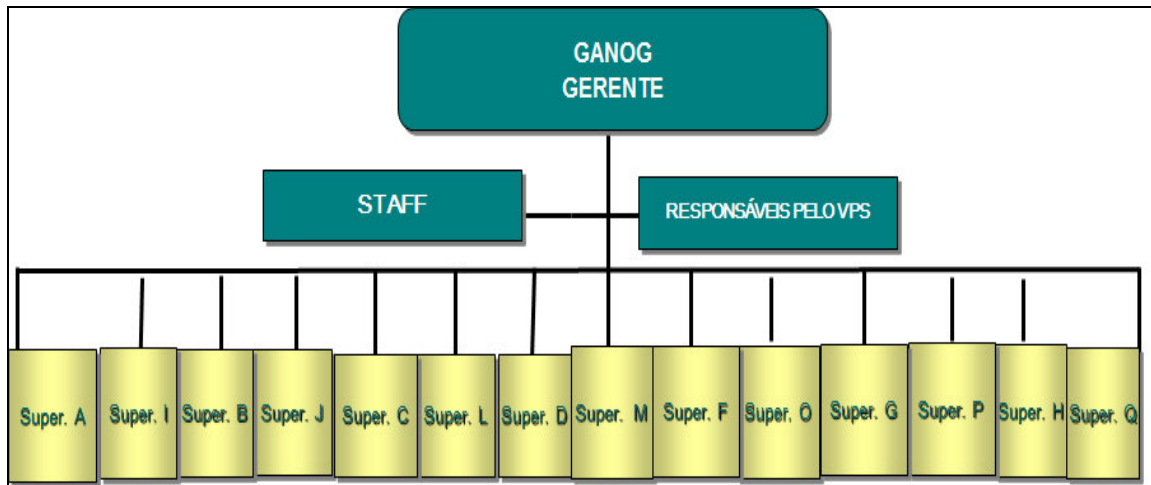 GANOG
GERENTE
STAFF
RESPONSÁVEIS PELO VPS
Super. A
Super. I
Super. B
Super. J
Super. C
Super. L
Super. D
Super. M
Super. F
Super. O
Super. G
Super. P
Super. H
Super. Q